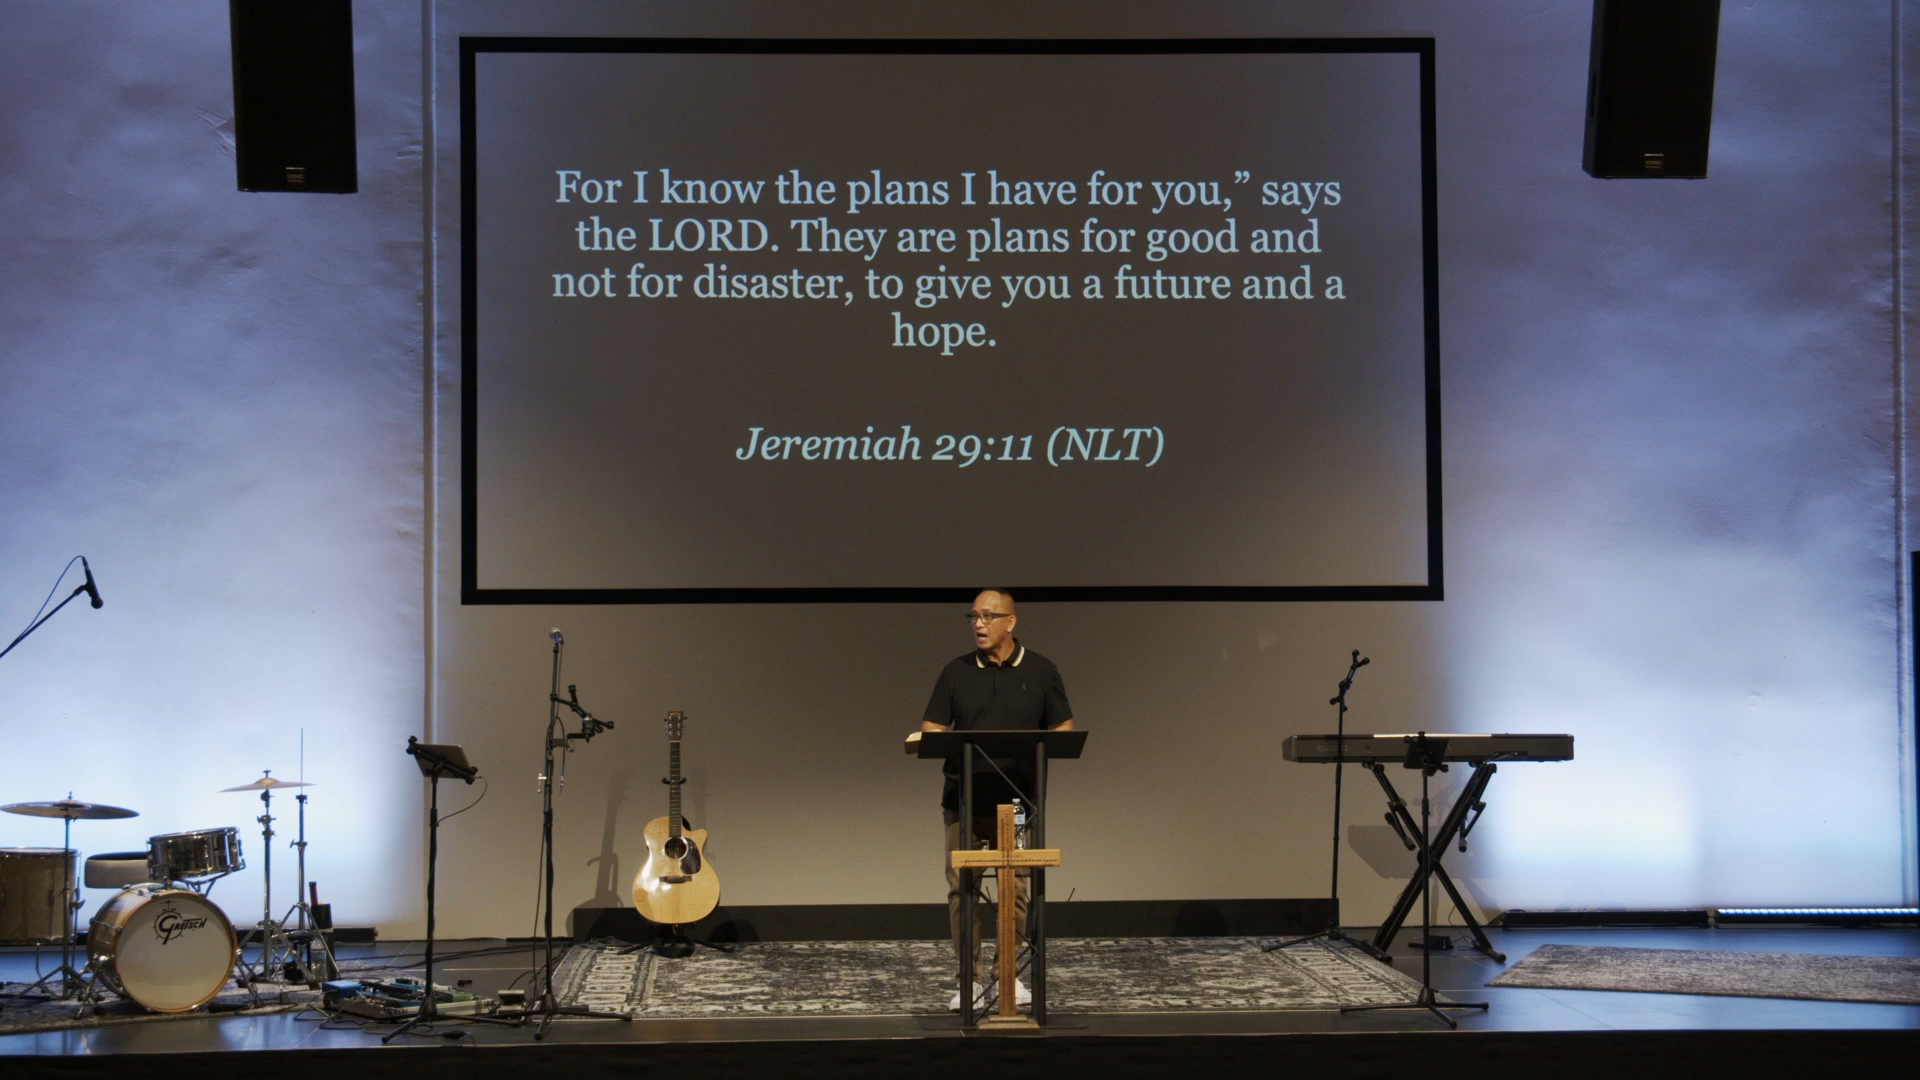 For I know the plans I have for you,” says
the LORD. They are plans for good and
not for disaster, to give you a future and a
hope.
Jeremiah 29:11 (NLT)
GRETSCH